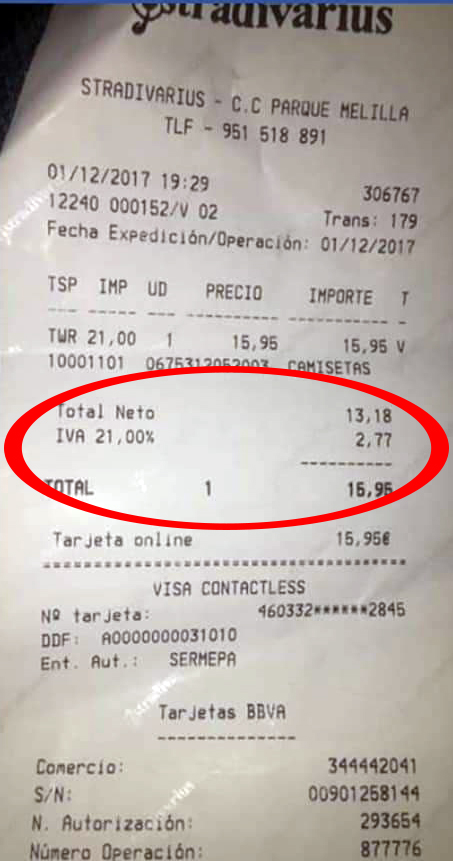 Stradivarius
STRADIVARIUS - C.C PARQUE MELILLA
TLF - 951 518 891
01/12/2017 19:29 306767
12240 000152/V 02 Trans: 179
Fecha Expedición/Operación: 01/12/2017
TSP IMP UD PRECIO IMPORTE T
TWR 21,00 1 15,95 15,95 V
10001101 0675312052003 CAMISETAS
Total Neto 13,18
IVA 21,00% 2,77
TOTAL 1 15,95
Tarjeta online 15,95€
VISA CONTACTLESS
Nº tarjeta: 460332******2845
DDF: A0000000031010
Ent. Aut.: SERMEPA
Tarjetas BBVA
Comercio: 344442041
S/N: 00901258144
N. Autorización: 293654
Número Operación: 877776